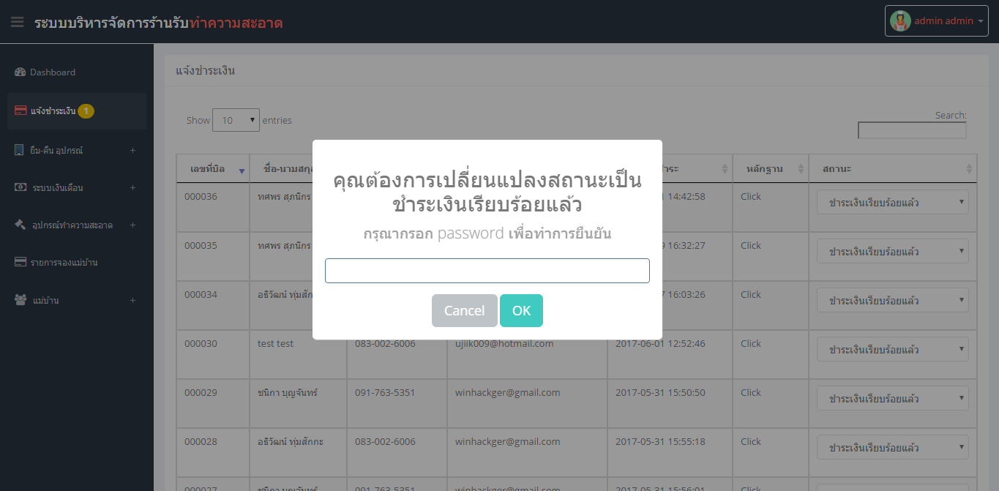 ระบบบริหารจัดการร้านรับทำความสะอาด
admin admin
Dashboard
แจ้งชำระเงิน 1
ยืม-คืน อุปกรณ์ +
ระบบเงินเดือน +
อุปกรณ์ทำความสะอาด +
รายการจองแม่บ้าน
แม่บ้าน +
แจ้งชำระเงิน
Show 10 entries
Search:
เลขที่บิล ชื่อ-นามสกุ าระ หลักฐาน สถานะ
000036 ทศพร สุภนิกร 14:42:58 Click ชำระเงินเรียบร้อยแล้ว
000035 ทศพร สุภนิกร 16:32:27 Click ชำระเงินเรียบร้อยแล้ว
000034 อธิวัฒน์ ทุ่มสัก 16:03:26 Click ชำระเงินเรียบร้อยแล้ว
000030 test test 083-002-6006 ujiik009@hotmail.com 2017-06-01 12:52:46 Click ชำระเงินเรียบร้อยแล้ว
000029 ชนิกา บุญจันทร์ 091-763-5351 winhackger@gmail.com 2017-05-31 15:50:50 Click ชำระเงินเรียบร้อยแล้ว
000028 อธิวัฒน์ ทุ่มสักกะ 083-002-6006 winhackger@gmail.com 2017-05-31 15:55:18 Click ชำระเงินเรียบร้อยแล้ว
000027 ชนิกา บุญจันทร์ 091-763-5351 winhackger@gmail.com 2017-05-31 15:56:01 Click
คุณต้องการเปลี่ยนแปลงสถานะเป็น
ชำระเงินเรียบร้อยแล้ว
กรุณากรอก password เพื่อทำการยืนยัน
Cancel OK